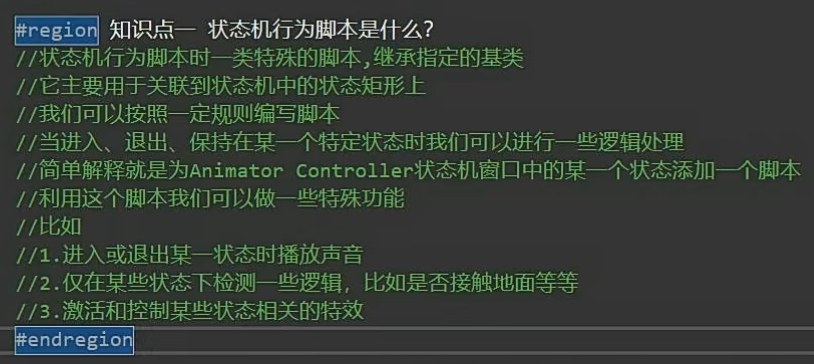 #region 知识点一 状态机行为脚本是什么?
//状态机行为脚本时一类特殊的脚本,继承指定的基类
//它主要用于关联到状态机中的状态矩形上
//我们可以按照一定规则编写脚本
//当进入、退出、保持在某一个特定状态时我们可以进行一些逻辑处理
//简单解释就是为Animator Controller状态机窗口中的某一个状态添加一个脚本
//利用这个脚本我们可以做一些特殊功能
//比如
//1.进入或退出某一状态时播放声音
//2.仅在某些状态下检测一些逻辑，比如是否接触地面等等
//3.激活和控制某些状态相关的特效
#endregion